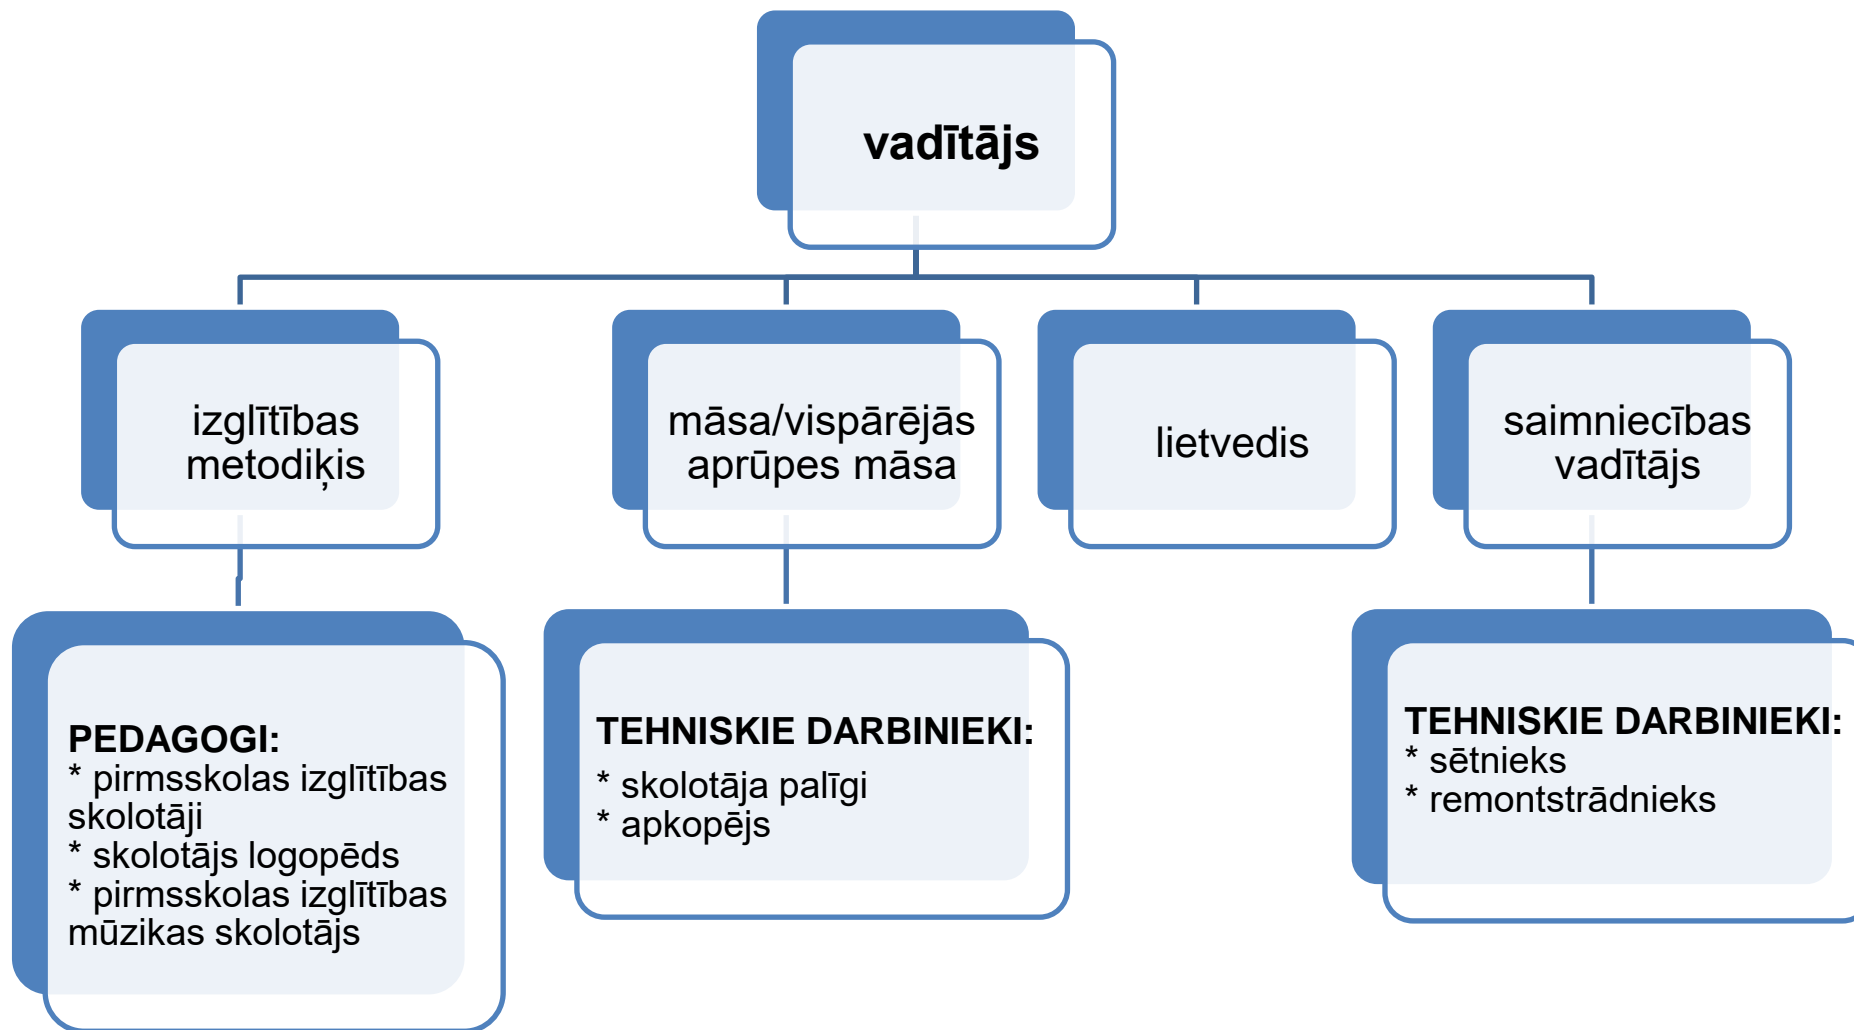 vadītājs
izglītības
metodiķis
māsa/vispārējās
aprūpes māsa
lietvedis
saimniecības
vadītājs
PEDAGOGI:
* pirmsskolas izglītības
skolotāji
* skolotājs logopēds
* pirmsskolas izglītības
mūzikas skolotājs
TEHNISKIE DARBINIEKI:
* skolotāja palīgi
* apkopējs
TEHNISKIE DARBINIEKI:
* sētnieks
* remontstrādnieks